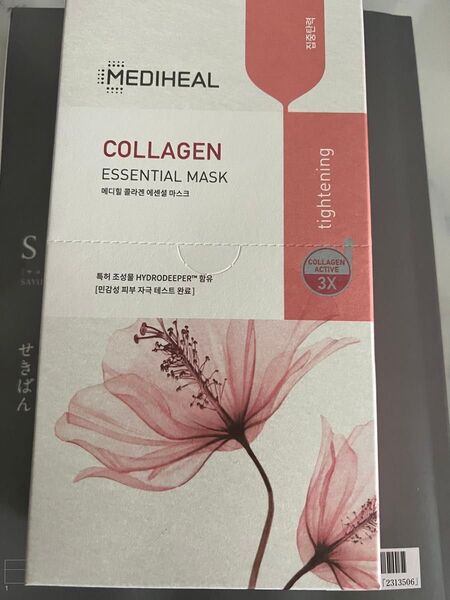 집중탄력
MEDIHEAL
COLLAGEN
ESSENTIAL MASK
메디힐 콜라겐 에센셜 마스크
tightening
COLLAGEN
ACTIVE
3X
특허 조성물 HYDRODEEPER™ 함유
[민감성 피부 자극 테스트 완료]
S
せきばん
2313506
1